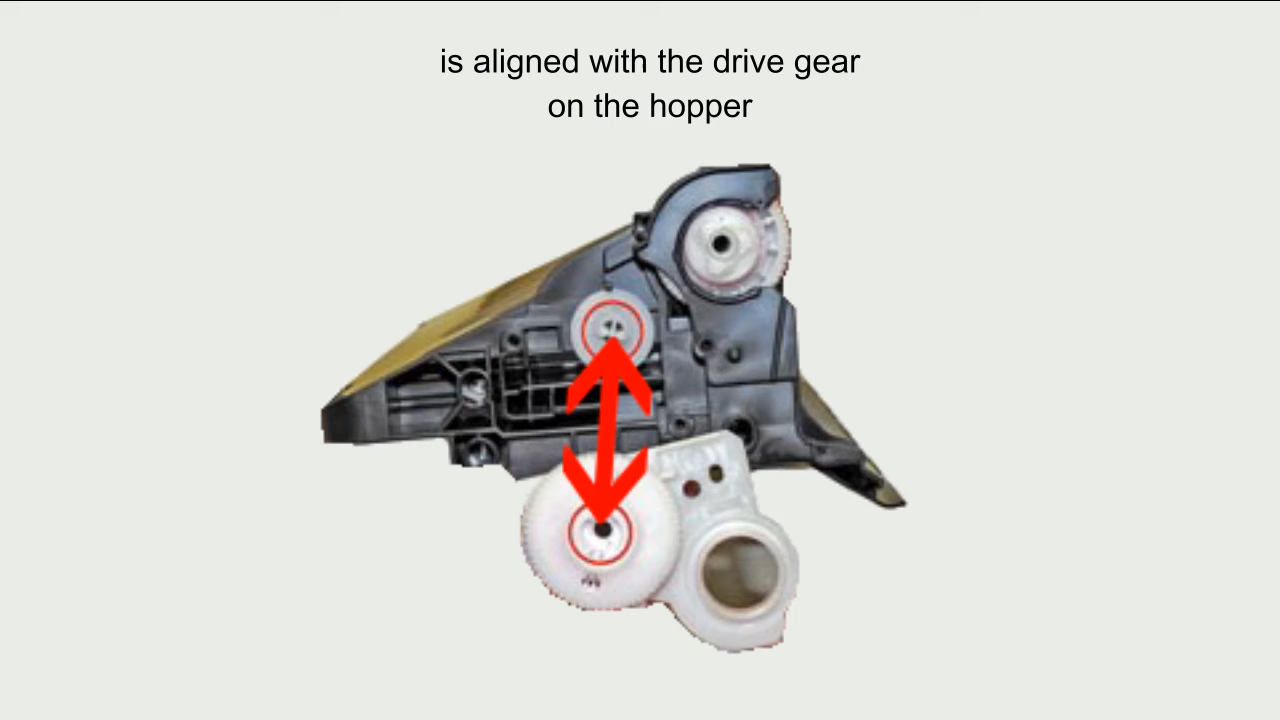 is aligned with the drive gear
on the hopper